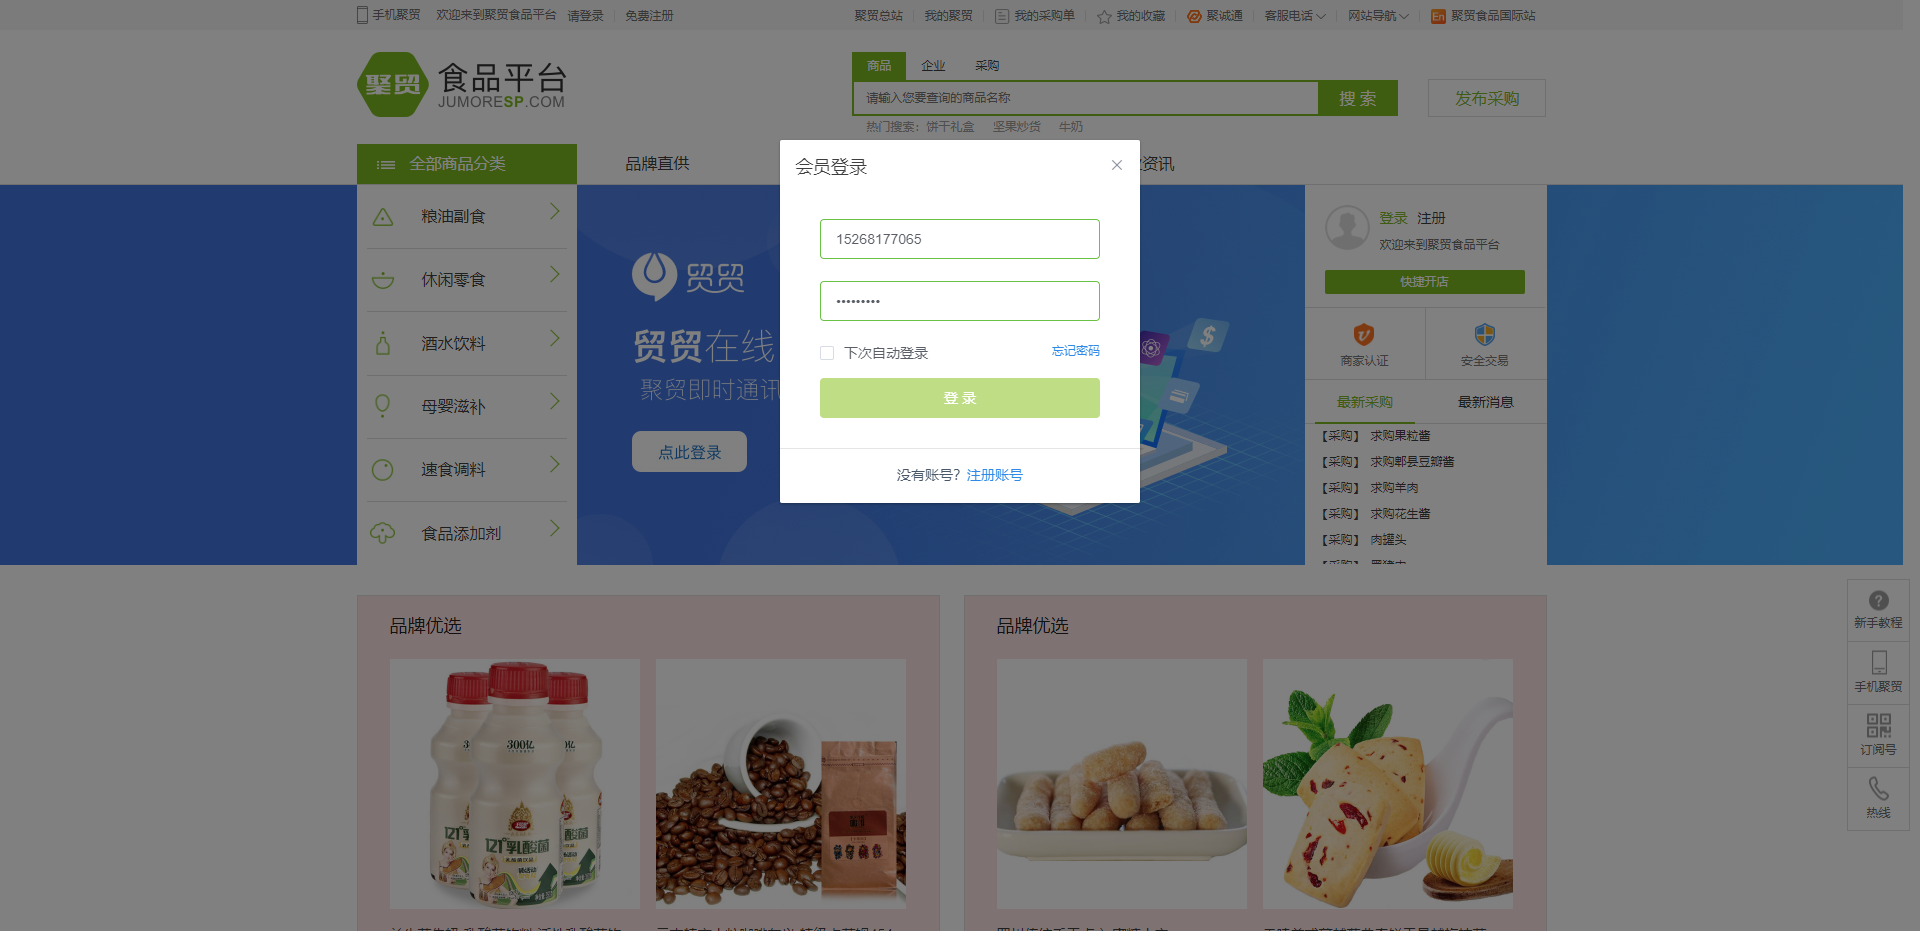 手机聚贸 欢迎来到聚贸食品平台 请登录 免费注册
聚贸总站 我的聚贸 我的采购单 我的收藏 聚诚通 客服电话 网站导航 En 聚贸食品国际站
聚贸 食品平台
JUMORESP.COM
商品 企业 采购
请输入您要查询的商品名称 搜 索
发布采购
热门搜索: 饼干礼盒 坚果炒货 牛奶
全部商品分类 品牌直供 资讯
粮油副食
休闲零食
酒水饮料
母婴滋补
速食调料
食品添加剂
贸贸
贸贸在线
聚贸即时通讯
点此登录
会员登录
15268177065
•••••••••
下次自动登录 忘记密码
登 录
没有账号? 注册账号
登录 注册
欢迎来到聚贸食品平台
快捷开店
商家认证 安全交易
最新采购 最新消息
【采购】 求购果粒酱
【采购】 求购郫县豆瓣酱
【采购】 求购羊肉
【采购】 求购花生酱
【采购】 肉罐头
新手教程
手机聚贸
订阅号
热线
品牌优选
品牌优选
300亿
121°乳酸菌